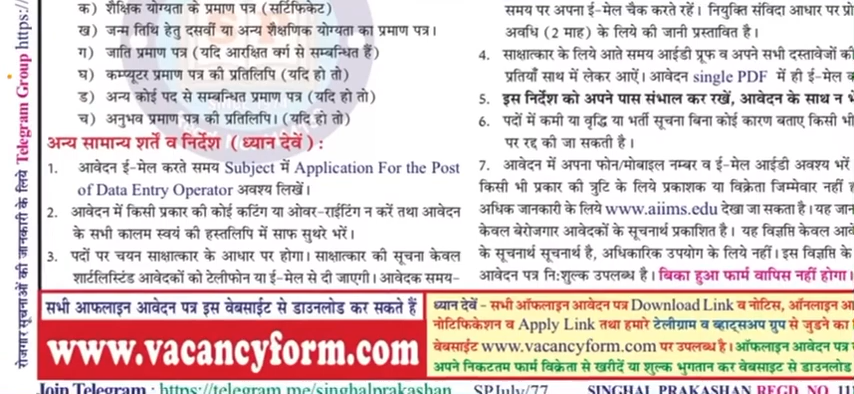 क) शैक्षिक योग्यता के प्रमाण पत्र (सर्टिफिकेट)
ख) जन्म तिथि हेतु दसवीं या अन्य शैक्षणिक योग्यता का प्रमाण पत्र।
ग) जाति प्रमाण पत्र (यदि आरक्षित वर्ग से सम्बन्धित हैं)
घ) कम्प्यूटर प्रमाण पत्र की प्रतिलिपि (यदि हो तो)
ड) अन्य कोई पद से सम्बन्धित प्रमाण पत्र (यदि हो तो)
च) अनुभव प्रमाण पत्र की प्रतिलिपि। (यदि हो तो)
अन्य सामान्य शर्तें व निर्देश (ध्यान देवें) :
1. आवेदन ई-मेल करते समय Subject में Application For the Post
of Data Entry Operator अवश्य लिखें।
2. आवेदन में किसी प्रकार की कोई कटिंग या ओवर-राईटिंग न करें तथा आवेदन
के सभी कालम स्वयं की हस्तलिपि में साफ सुथरे भरें।
3. पदों पर चयन साक्षात्कार के आधार पर होगा। साक्षात्कार की सूचना केवल
शार्टलिस्टिड आवेदकों को टेलीफोन या ई-मेल से दी जाएगी। आवेदक समय-
समय पर अपना ई-मेल चैक करते रहें। नियुक्ति संविदा आधार पर प्रो
अवधि (2 माह) के लिये की जानी प्रस्तावित है।
4. साक्षात्कार के लिये आते समय आईडी प्रूफ व अपने सभी दस्तावेजों की
प्रतियाँ साथ में लेकर आऐं। आवेदन single PDF में ही ई-मेल क
5. इस निर्देश को अपने पास संभाल कर रखें, आवेदन के साथ न भ
6. पदों में कमी या वृद्धि या भर्ती सूचना बिना कोई कारण बताए किसी भी
पर रद्द की जा सकती है।
7. आवेदन में अपना फोन/मोबाइल नम्बर व ई-मेल आईडी अवश्य भरें
किसी भी प्रकार की त्रुटि के लिये प्रकाशक या विक्रेता जिम्मेवार नहीं ह
अधिक जानकारी के लिये www.aiims.edu देखा जा सकता है। यह जान
केवल बेरोजगार आवेदकों के सूचनार्थ प्रकाशित है। यह विज्ञप्ति केवल आवे
के सूचनार्थ सूचनार्थ है, अधिकारिक उपयोग के लिये नहीं। इस विज्ञप्ति के
आवेदन पत्र नि:शुल्क उपलब्ध है। बिका हुआ फार्म वापिस नहीं होगा।
रोजगार सूचनाओं की जानकारी के लिये Telegram Group https:/
सभी आफलाइन आवेदन पत्र इस वेबसाईट से डाउनलोड कर सकते हैं
www.vacancyform.com
ध्यान देवें - सभी ऑफलाइन आवेदन पत्र Download Link व नोटिस, ऑनलाइन आ
नोटिफिकेशन व Apply Link तथा हमारे टेलीग्राम व व्हाट्सअप ग्रुप से जुडने का
वेबसाईट www.vacancyform.com पर उपलब्ध है। ऑफलाईन आवेदन पत्र
अपने निकटतम फार्म विक्रेता से खरीदें या शुल्क भुगतान कर वेबसाईट से डाउनलोड
Join Telegram : https://telegram.me/singhalprakashan SPJuly/77 SINGHAL PRAKASHAN REGD. NO. 11